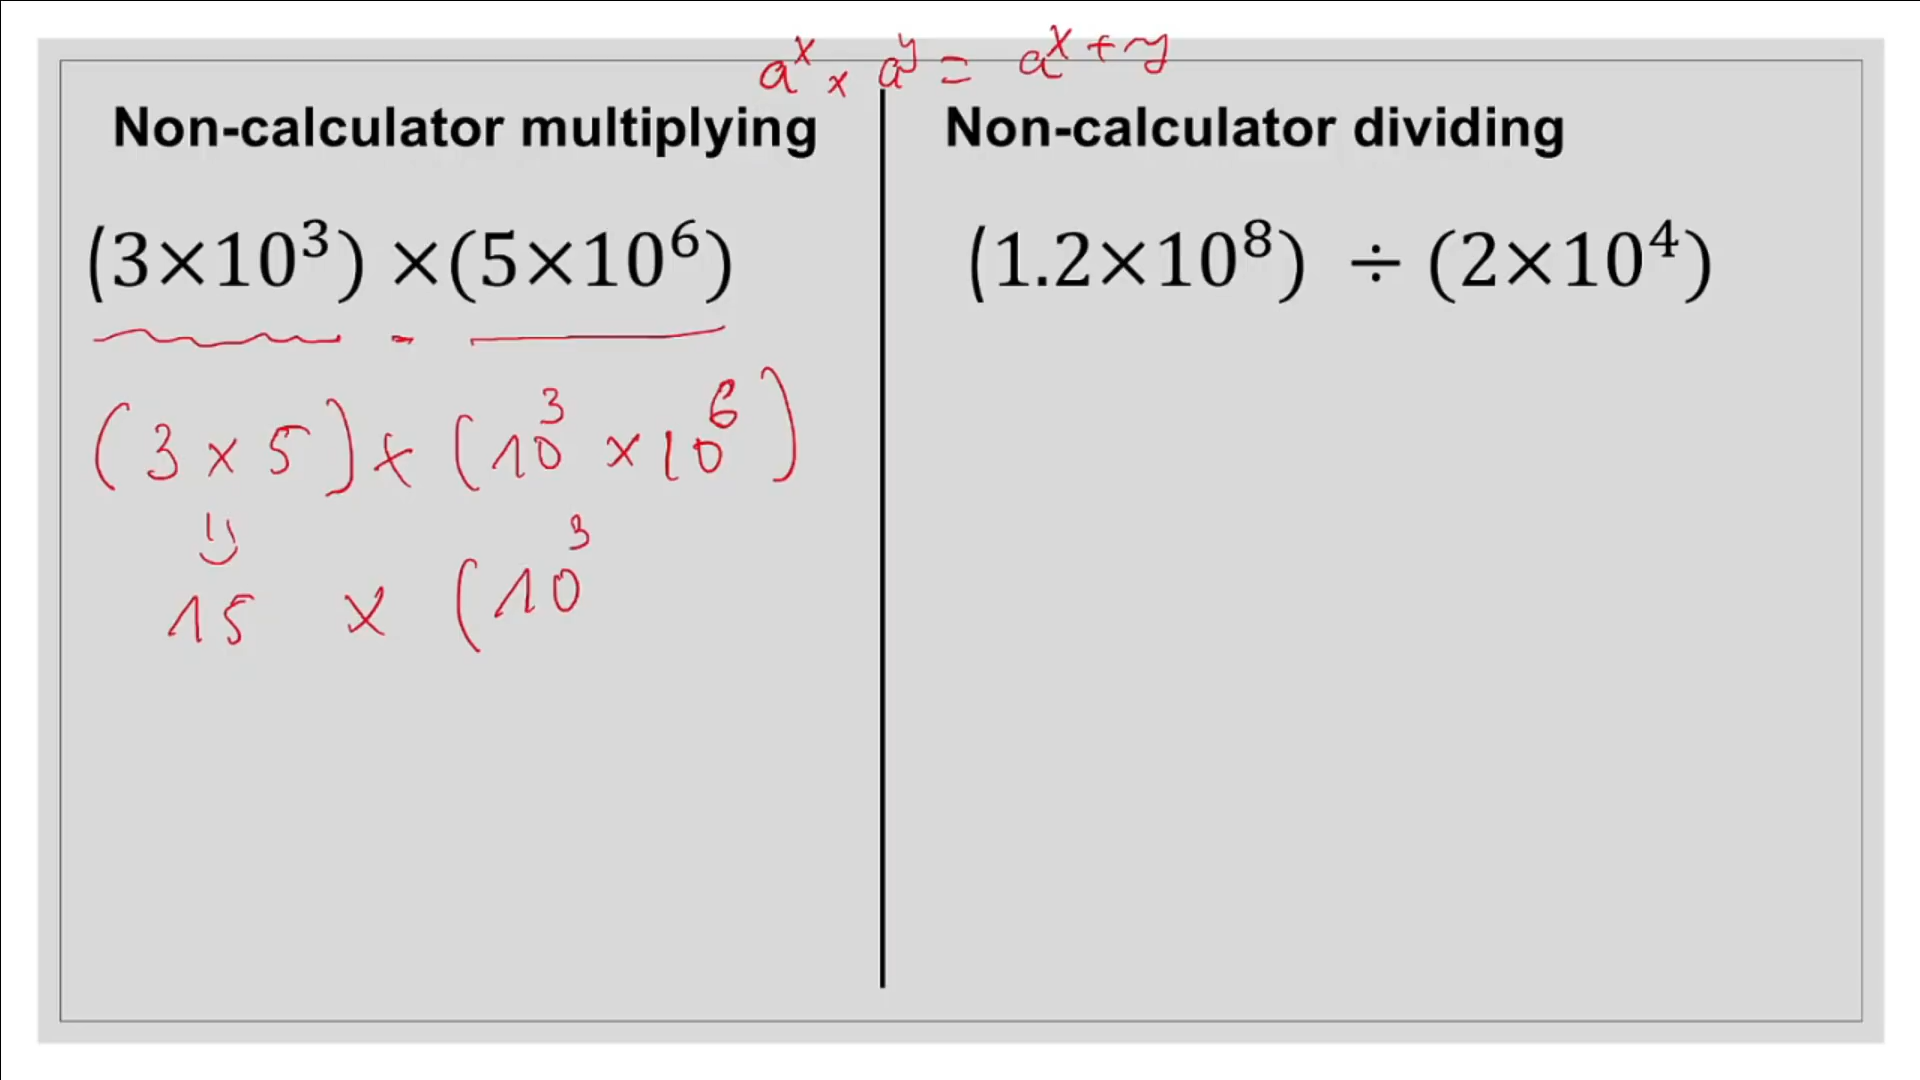 a^x × a^y = a^x+y
Non-calculator multiplying
(3×10³) ×(5×10⁶)
(3 × 5) × (10³ × 10⁶)
15 × (10³
Non-calculator dividing
(1.2×10⁸) ÷ (2×10⁴)